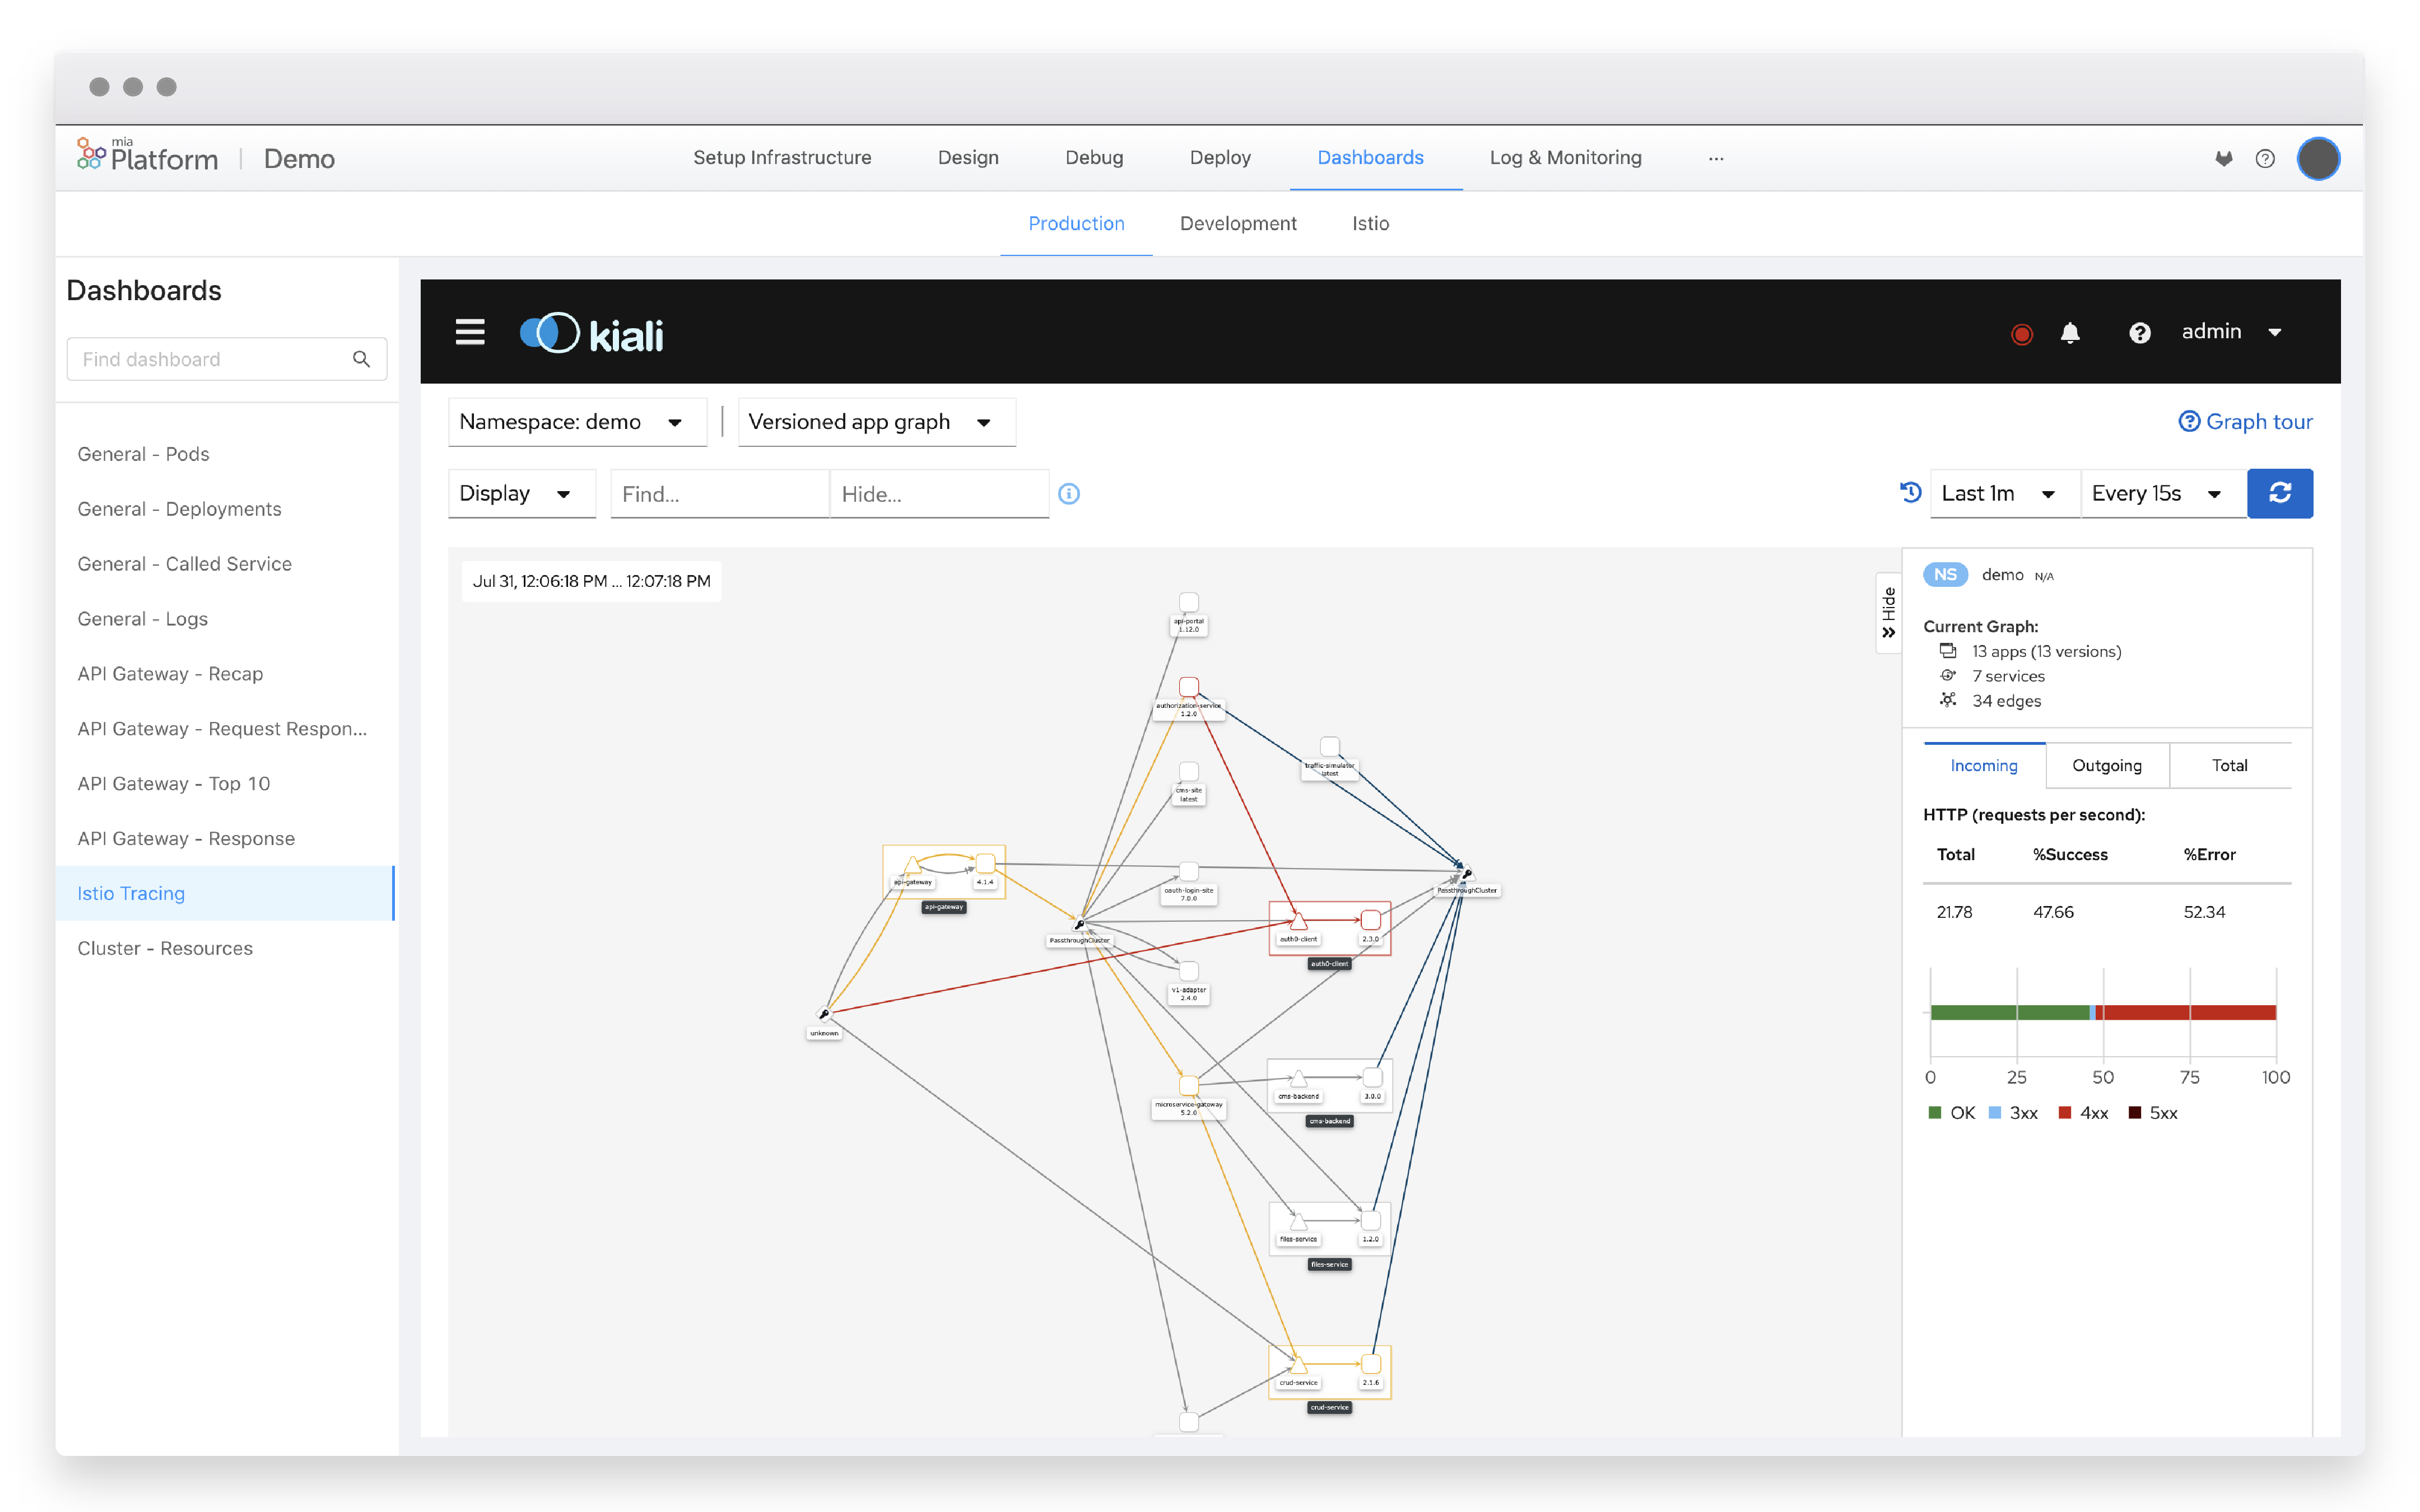 mia
Platform | Demo
Setup Infrastructure Design Debug Deploy Dashboards Log & Monitoring ...
Production Development Istio
Dashboards
Find dashboard
General - Pods
General - Deployments
General - Called Service
General - Logs
API Gateway - Recap
API Gateway - Request Respon...
API Gateway - Top 10
API Gateway - Response
Istio Tracing
Cluster - Resources
kiali
admin
Namespace: demo
Versioned app graph
Graph tour
Display
Find...
Hide...
Last 1m
Every 15s
Jul 31, 12:06:18 PM ... 12:07:18 PM
api-portal
1.12.0
authorization-service
1.2.0
traffic-simulator
latest
cms-site
latest
api-gateway
4.1.4
api-gateway
oauth-login-site
7.0.0
PassthroughCluster
PassthroughCluster
auth0-client
2.3.0
auth0-client
v1-adapter
2.4.0
unknown
microservice-gateway
5.2.0
cms-backend
3.0.0
cms-backend
files-service
1.2.0
files-service
crud-service
2.1.6
crud-service
Hide
NS demo N/A
Current Graph:
13 apps (13 versions)
7 services
34 edges
Incoming Outgoing Total
HTTP (requests per second):
Total %Success %Error
21.78 47.66 52.34
0 25 50 75 100
OK 3xx 4xx 5xx